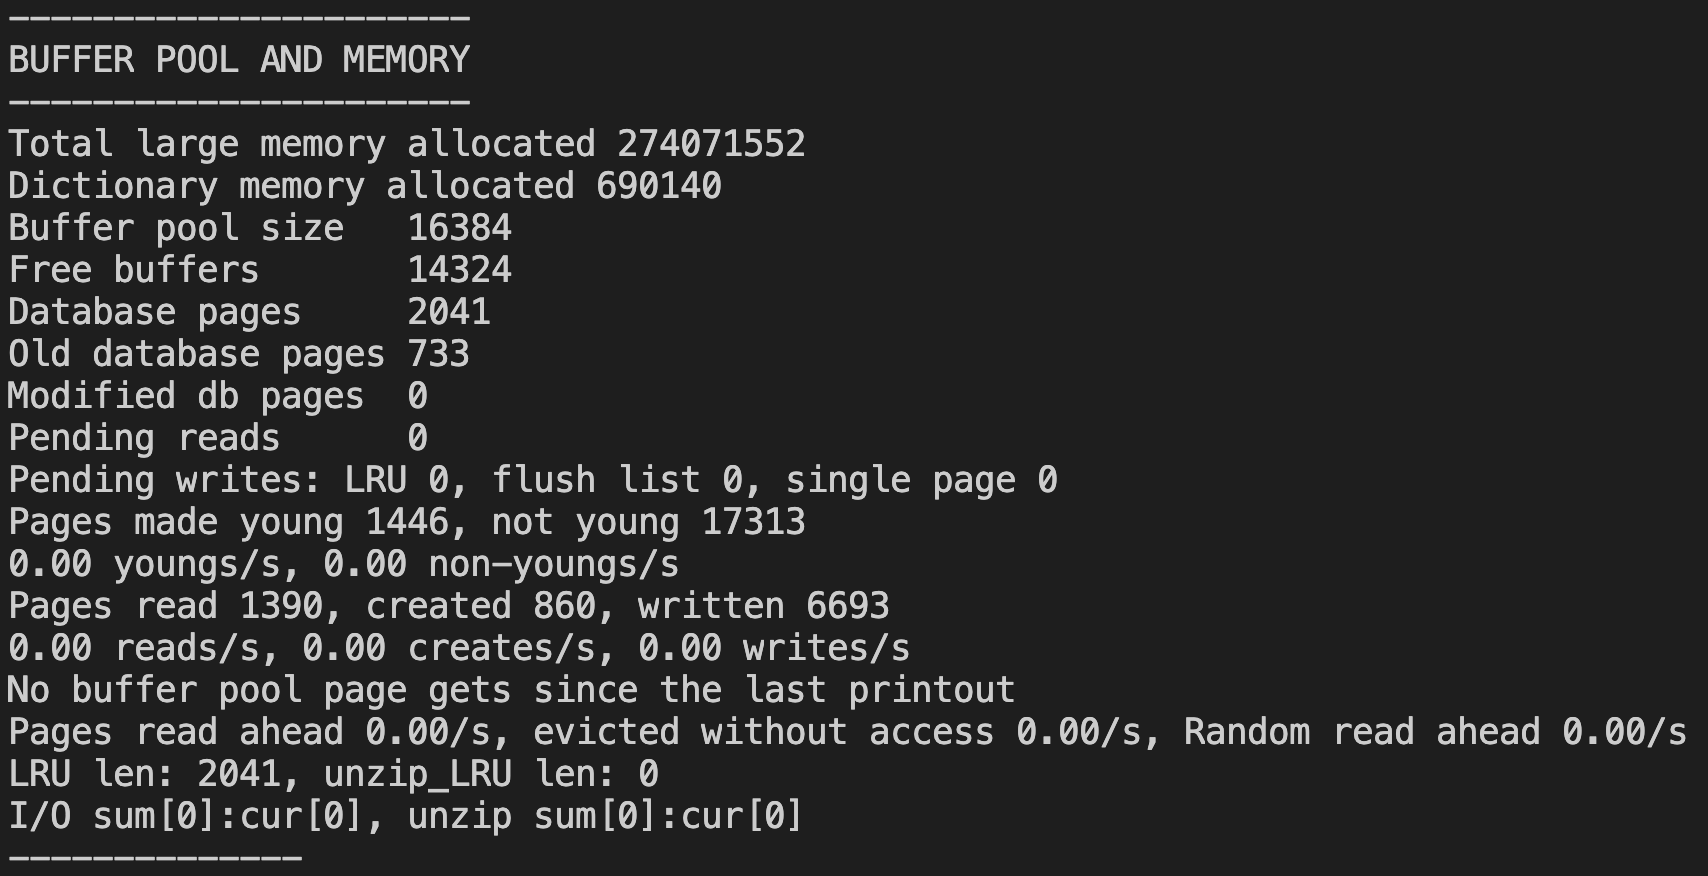 ----------------------
BUFFER POOL AND MEMORY
----------------------
Total large memory allocated 274071552
Dictionary memory allocated 690140
Buffer pool size   16384
Free buffers       14324
Database pages     2041
Old database pages 733
Modified db pages  0
Pending reads      0
Pending writes: LRU 0, flush list 0, single page 0
Pages made young 1446, not young 17313
0.00 youngs/s, 0.00 non-youngs/s
Pages read 1390, created 860, written 6693
0.00 reads/s, 0.00 creates/s, 0.00 writes/s
No buffer pool page gets since the last printout
Pages read ahead 0.00/s, evicted without access 0.00/s, Random read ahead 0.00/s
LRU len: 2041, unzip_LRU len: 0
I/O sum[0]:cur[0], unzip sum[0]:cur[0]
--------------